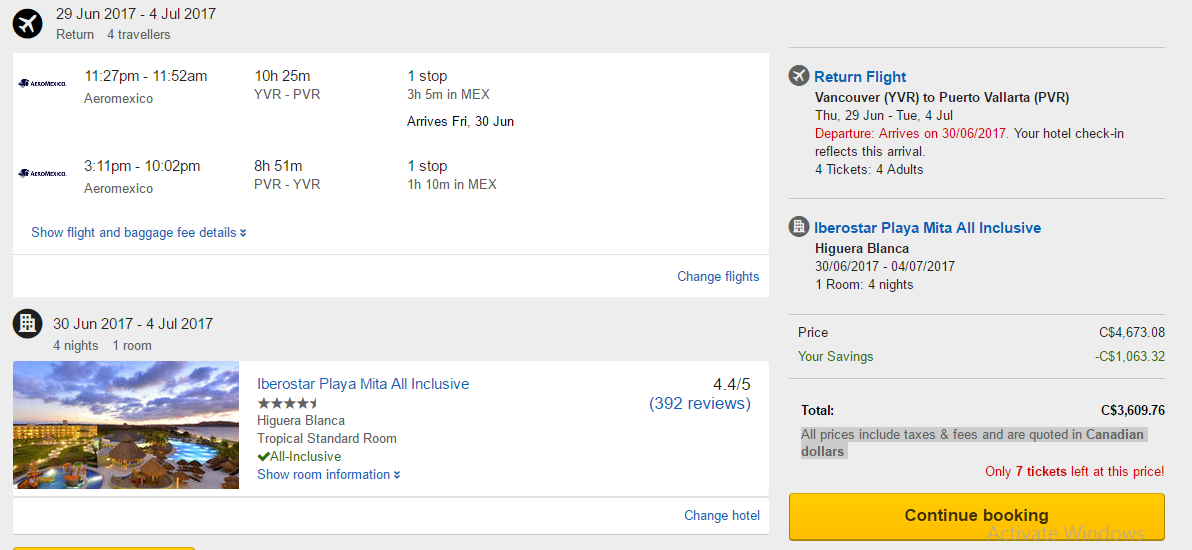 29 Jun 2017 - 4 Jul 2017
Return 4 travellers
AEROMEXICO.
11:27pm - 11:52am
10h 25m
1 stop
Aeromexico
YVR - PVR
3h 5m in MEX
Arrives Fri, 30 Jun
AEROMEXICO.
3:11pm - 10:02pm
8h 51m
1 stop
Aeromexico
PVR - YVR
1h 10m in MEX
Show flight and baggage fee details
Change flights
30 Jun 2017 - 4 Jul 2017
4 nights 1 room
Iberostar Playa Mita All Inclusive
4.4/5
(392 reviews)
Higuera Blanca
Tropical Standard Room
All-Inclusive
Show room information
Change hotel
Return Flight
Vancouver (YVR) to Puerto Vallarta (PVR)
Thu, 29 Jun - Tue, 4 Jul
Departure: Arrives on 30/06/2017. Your hotel check-in
reflects this arrival.
4 Tickets: 4 Adults
Iberostar Playa Mita All Inclusive
Higuera Blanca
30/06/2017 - 04/07/2017
1 Room: 4 nights
Price C$4,673.08
Your Savings -C$1,063.32
Total: C$3,609.76
All prices include taxes & fees and are quoted in Canadian
dollars
Only 7 tickets left at this price!
Continue booking
Activate Windows